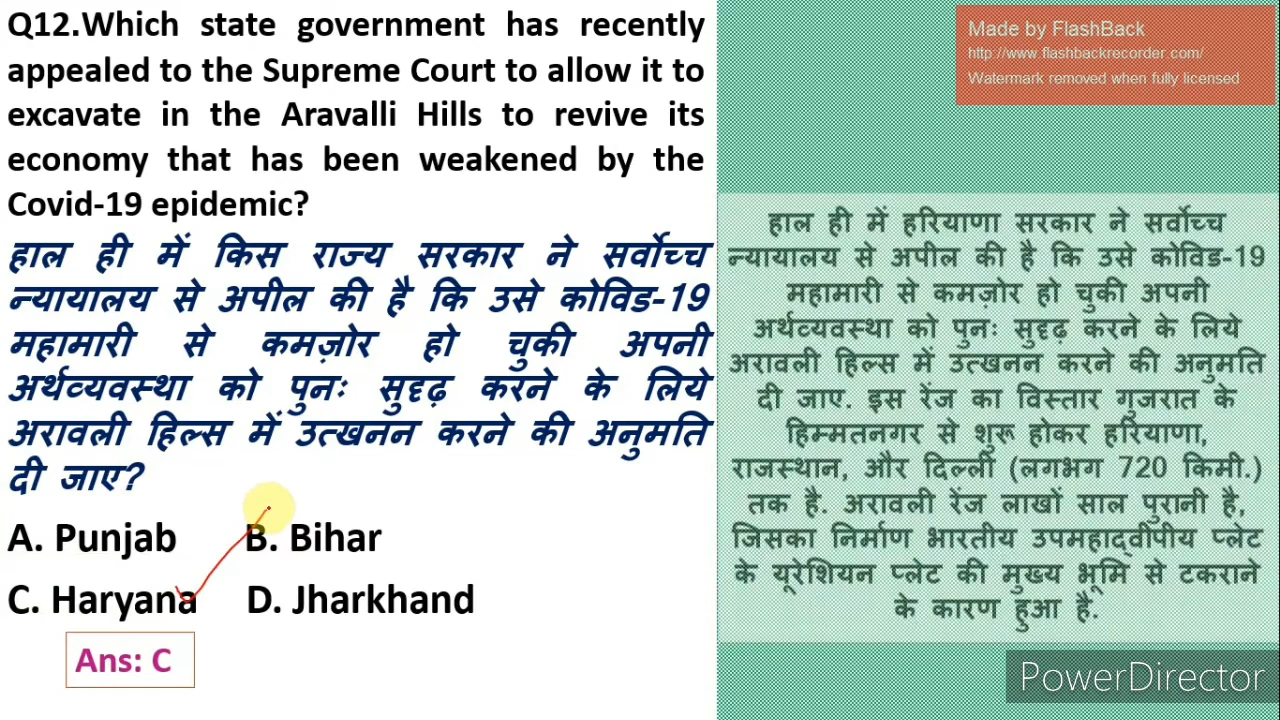 Q12.Which state government has recently
appealed to the Supreme Court to allow it to
excavate in the Aravalli Hills to revive its
economy that has been weakened by the
Covid-19 epidemic?
हाल ही में किस राज्य सरकार ने सर्वोच्च
न्यायालय से अपील की है कि उसे कोविड-19
महामारी से कमज़ोर हो चुकी अपनी
अर्थव्यवस्था को पुनः सुदृढ़ करने के लिये
अरावली हिल्स में उत्खनन करने की अनुमति
दी जाए?
A. Punjab B. Bihar
C. Haryana D. Jharkhand
Ans: C
Made by FlashBack
http://www.flashbackrecorder.com/
Watermark removed when fully licensed
हाल ही में हरियाणा सरकार ने सर्वोच्च
न्यायालय से अपील की है कि उसे कोविड-19
महामारी से कमज़ोर हो चुकी अपनी
अर्थव्यवस्था को पुनः सुदृढ़ करने के लिये
अरावली हिल्स में उत्खनन करने की अनुमति
दी जाए. इस रेंज का विस्तार गुजरात के
हिम्मतनगर से शुरू होकर हरियाणा,
राजस्थान, और दिल्ली (लगभग 720 किमी.)
तक है. अरावली रेंज लाखों साल पुरानी है,
जिसका निर्माण भारतीय उपमहाद्वीपीय प्लेट
के यूरेशियन प्लेट की मुख्य भूमि से टकराने
के कारण हुआ है.
PowerDirector